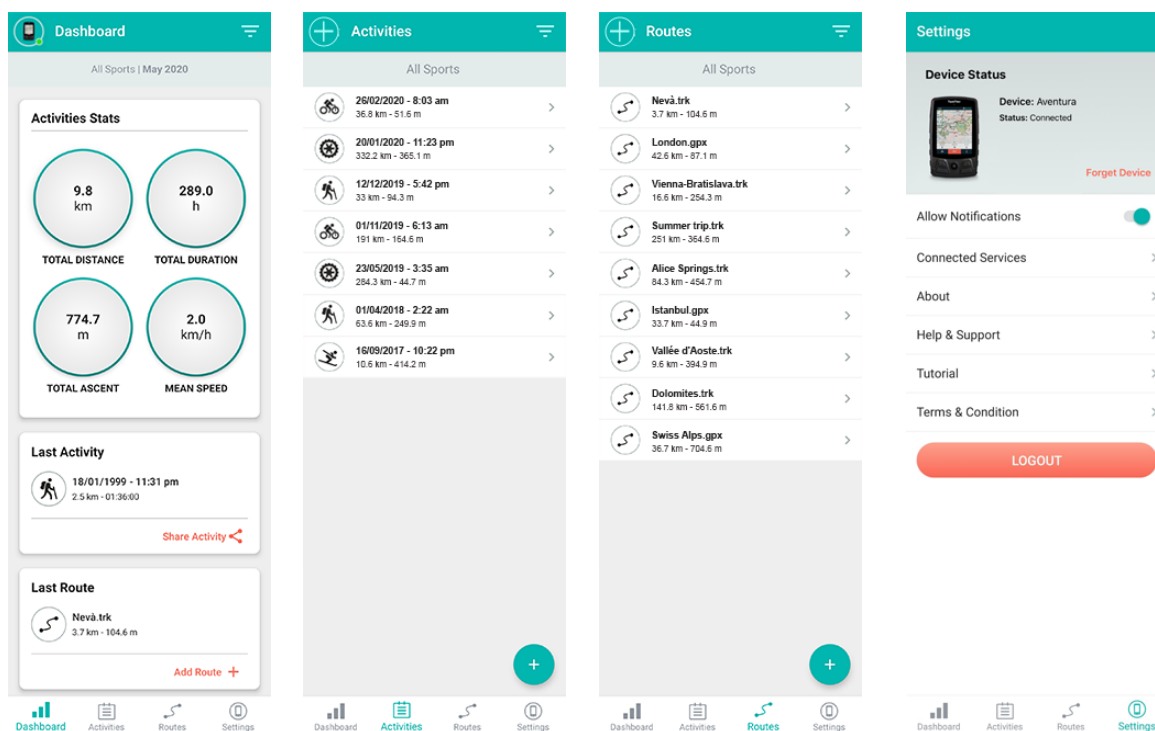 Dashboard
All Sports | May 2020
Activities Stats
9.8
km
289.0
h
TOTAL DISTANCE
TOTAL DURATION
774.7
m
2.0
km/h
TOTAL ASCENT
MEAN SPEED
Last Activity
18/01/1999 - 11:31 pm
2.5 km - 01:36:00
Share Activity
Last Route
Nevà.trk
3.7 km - 104.6 m
Add Route +
Dashboard
Activities
Routes
Settings
Activities
All Sports
26/02/2020 - 8:03 am
36.8 km - 51.6 m
20/01/2020 - 11:23 pm
332.2 km - 365.1 m
12/12/2019 - 5:42 pm
33 km - 94.3 m
01/11/2019 - 6:13 am
191 km - 164.6 m
23/05/2019 - 3:35 am
284.3 km - 44.7 m
01/04/2018 - 2:22 am
63.6 km - 249.9 m
16/09/2017 - 10:22 pm
10.6 km - 414.2 m
Dashboard
Activities
Routes
Settings
Routes
All Sports
Nevà.trk
3.7 km - 104.6 m
London.gpx
42.6 km - 87.1 m
Vienna-Bratislava.trk
16.6 km - 254.3 m
Summer trip.trk
251 km - 364.6 m
Alice Springs.trk
84.3 km - 454.7 m
Istanbul.gpx
33.7 km - 44.9 m
Vallée d'Aoste.trk
9.6 km - 394.9 m
Dolomites.trk
141.8 km - 561.6 m
Swiss Alps.gpx
36.7 km - 704.6 m
Dashboard
Activities
Routes
Settings
Settings
Device Status
Device: Aventura
Status: Connected
Forget Device
Allow Notifications
Connected Services
About
Help & Support
Tutorial
Terms & Condition
LOGOUT
Dashboard
Activities
Routes
Settings